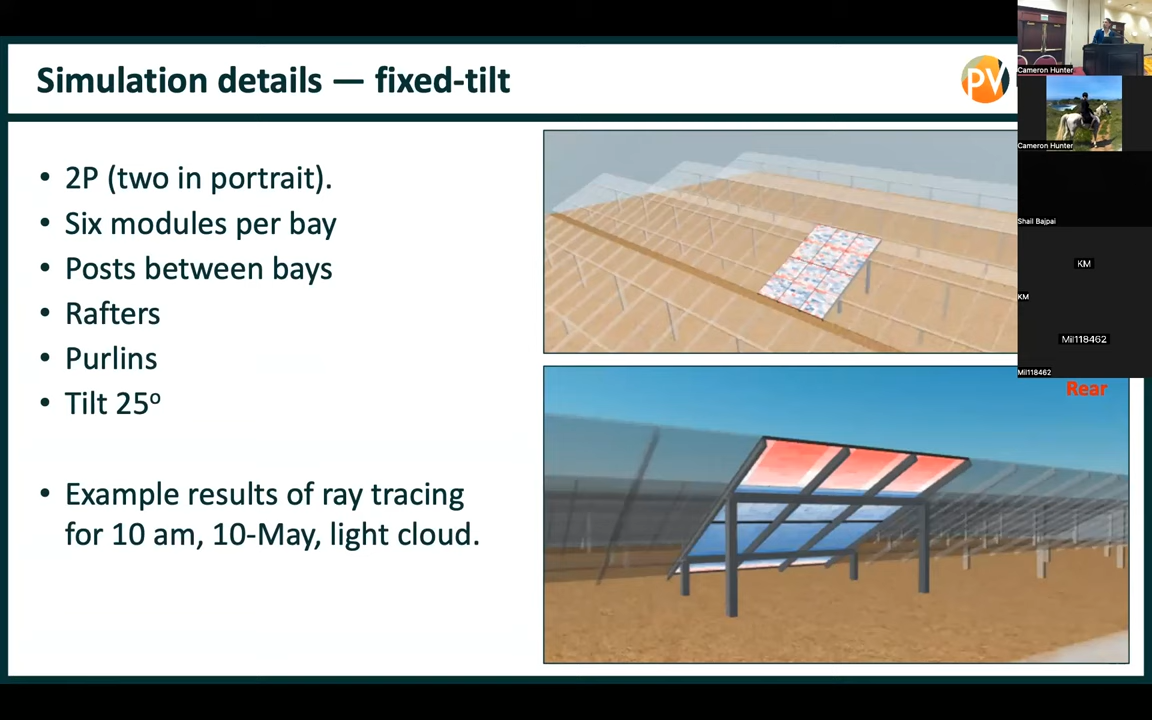 Simulation details — fixed-tilt
PV
• 2P (two in portrait).
• Six modules per bay
• Posts between bays
• Rafters
• Purlins
• Tilt 25º
• Example results of ray tracing
for 10 am, 10-May, light cloud.
Rear
Cameron Hunter
Cameron Hunter
Shail Bajpai
KM
KM
Mil118462
Mil118462